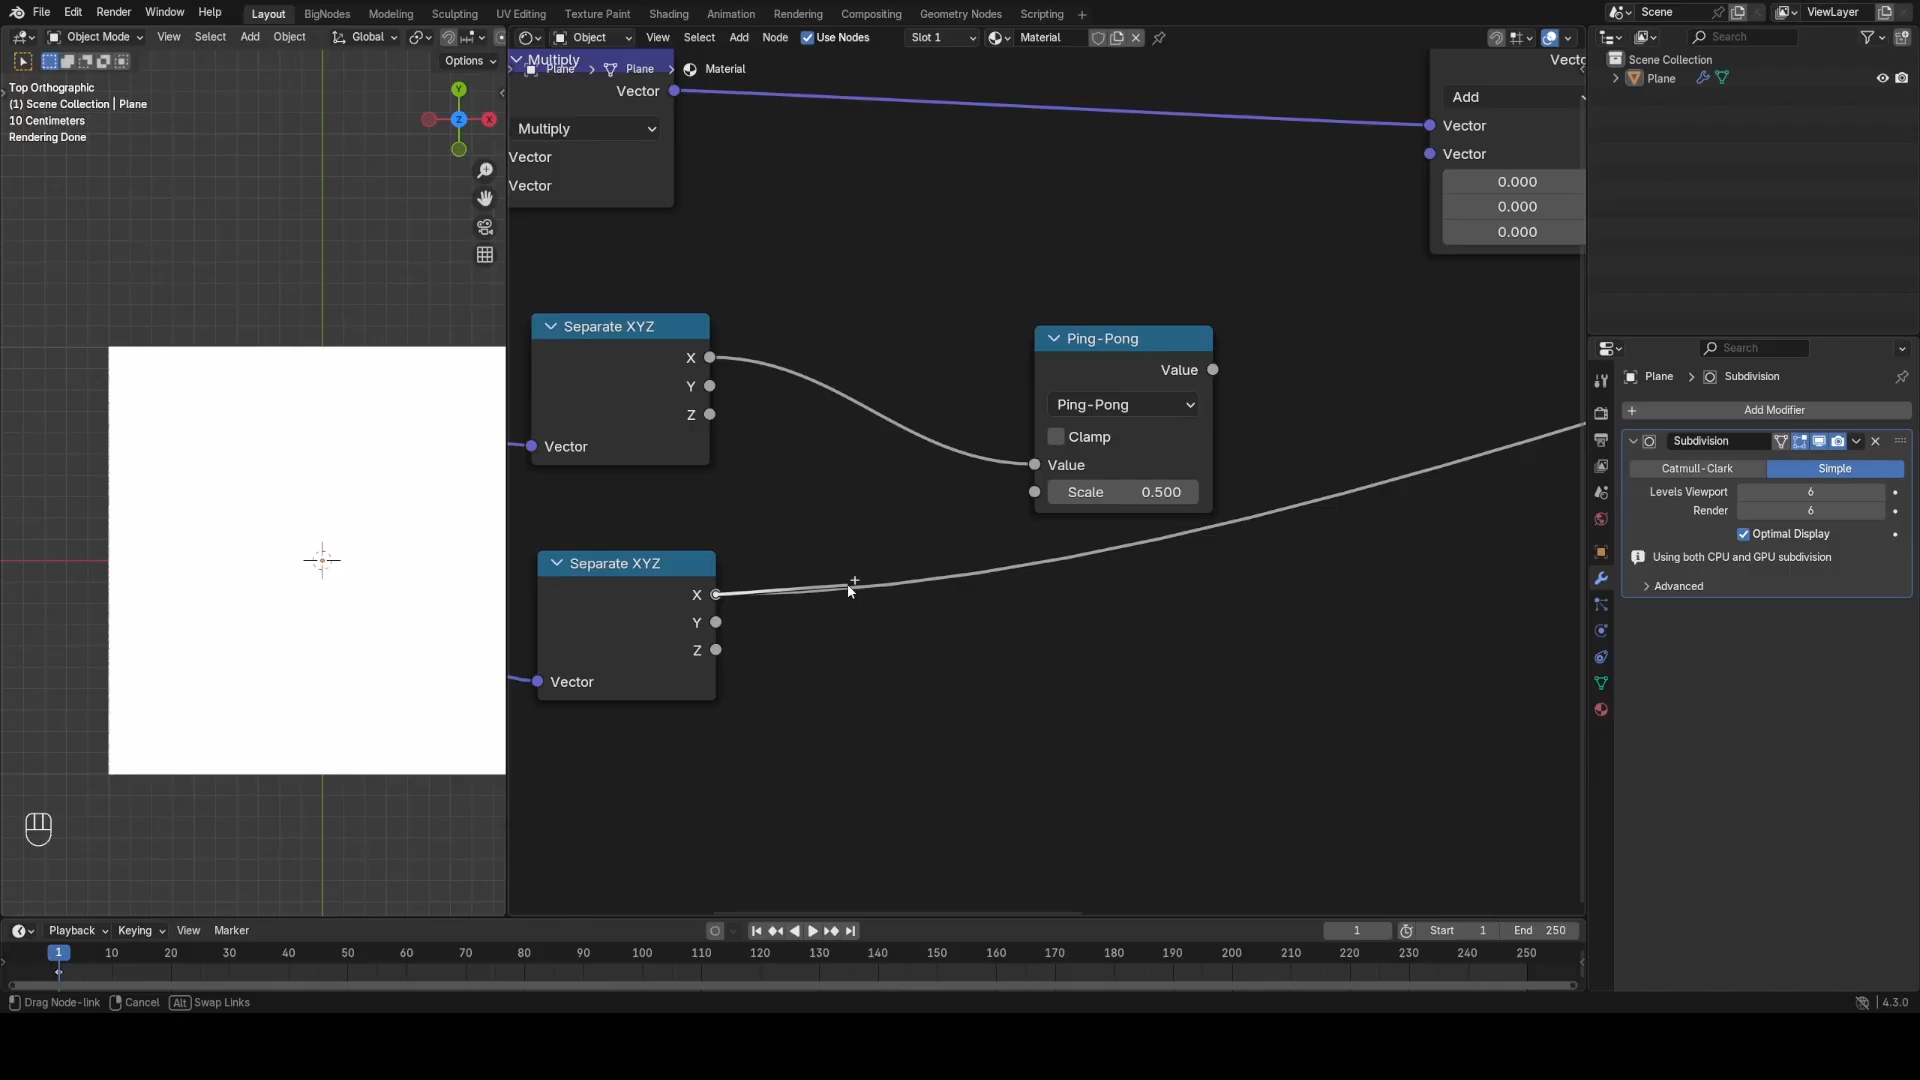 File Edit Render Window Help Layout BigNodes Modeling Sculpting UV Editing Texture Paint Shading Animation Rendering Compositing Geometry Nodes Scripting Scene ViewLayer
Object Mode View Select Add Object Global Object View Select Add Node Use Nodes Slot 1 Material Search
Options
Multiply
Plane Plane Material
Vecto
Scene Collection
Plane
Top Orthographic
(1) Scene Collection | Plane
10 Centimeters
Rendering Done
Y
Z
X
Vector
Multiply
Vector
Vector
Add
Vector
Vector
0.000
0.000
0.000
Separate XYZ
X
Y
Z
Vector
Ping-Pong
Value
Ping-Pong
Clamp
Value
Scale 0.500
Separate XYZ
X
Y
Z
Vector
Search
Plane Subdivision
Add Modifier
Subdivision
Catmull-Clark Simple
Levels Viewport 6
Render 6
Optimal Display
Using both CPU and GPU subdivision
Advanced
Playback Keying View Marker 1 Start 1 End 250
1 10 20 30 40 50 60 70 80 90 100 110 120 130 140 150 160 170 180 190 200 210 220 230 240 250
Drag Node-link Cancel Alt Swap Links 4.3.0